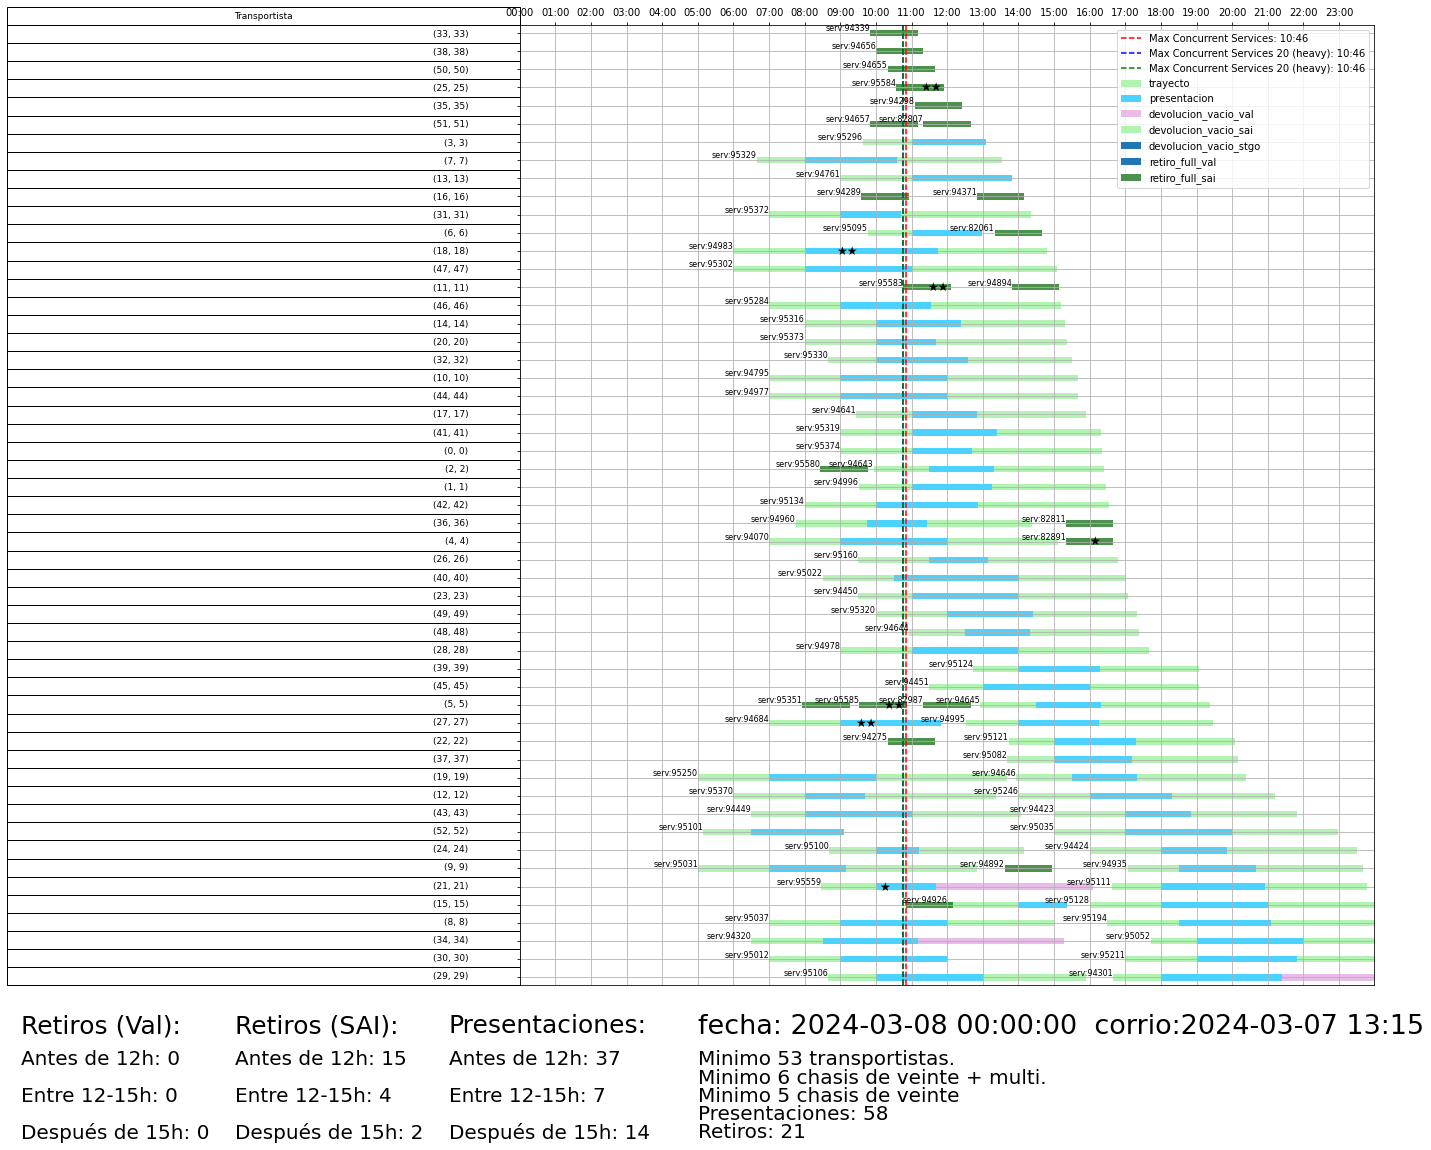 Transportista
00:00 01:00 02:00 03:00 04:00 05:00 06:00 07:00 08:00 09:00 10:00 11:00 12:00 13:00 14:00 15:00 16:00 17:00 18:00 19:00 20:00 21:00 22:00 23:00
Max Concurrent Services: 10:46
Max Concurrent Services 20 (heavy): 10:46
Max Concurrent Services 20 (heavy): 10:46
trayecto
presentacion
devolucion_vacio_val
devolucion_vacio_sai
devolucion_vacio_stgo
retiro_full_val
retiro_full_sai
(33, 33) serv:94339
(38, 38) serv:94656
(50, 50) serv:94655
(25, 25) serv:95584
(35, 35) serv:94298
(51, 51) serv:94657 serv:82807
(3, 3) serv:95296
(7, 7) serv:95329
(13, 13) serv:94761
(16, 16) serv:94289 serv:94371
(31, 31) serv:95372
(6, 6) serv:95095 serv:82061
(18, 18) serv:94983
(47, 47) serv:95302
(11, 11) serv:95583 serv:94894
(46, 46) serv:95284
(14, 14) serv:95316
(20, 20) serv:95373
(32, 32) serv:95330
(10, 10) serv:94795
(44, 44) serv:94977
(17, 17) serv:94641
(41, 41) serv:95319
(0, 0) serv:95374
(2, 2) serv:95580 serv:94643
(1, 1) serv:94996
(42, 42) serv:95134
(36, 36) serv:94960 serv:82811
(4, 4) serv:94070 serv:82891
(26, 26) serv:95160
(40, 40) serv:95022
(23, 23) serv:94450
(49, 49) serv:95320
(48, 48) serv:94644
(28, 28) serv:94978
(39, 39) serv:95124
(45, 45) serv:94451
(5, 5) serv:95351 serv:95585 serv:82987 serv:94645
(27, 27) serv:94684 serv:94995
(22, 22) serv:94275 serv:95121
(37, 37) serv:95082
(19, 19) serv:95250 serv:94646
(12, 12) serv:95370 serv:95246
(43, 43) serv:94449 serv:94423
(52, 52) serv:95101 serv:95035
(24, 24) serv:95100 serv:94424
(9, 9) serv:95031 serv:94892 serv:94935
(21, 21) serv:95559 serv:95111
(15, 15) serv:94926 serv:95128
(8, 8) serv:95037 serv:95194
(34, 34) serv:94320 serv:95052
(30, 30) serv:95012 serv:95211
(29, 29) serv:95106 serv:94301
Retiros (Val):
Antes de 12h: 0
Entre 12-15h: 0
Después de 15h: 0
Retiros (SAI):
Antes de 12h: 15
Entre 12-15h: 4
Después de 15h: 2
Presentaciones:
Antes de 12h: 37
Entre 12-15h: 7
Después de 15h: 14
fecha: 2024-03-08 00:00:00 corrio:2024-03-07 13:15
Minimo 53 transportistas.
Minimo 6 chasis de veinte + multi.
Minimo 5 chasis de veinte
Presentaciones: 58
Retiros: 21